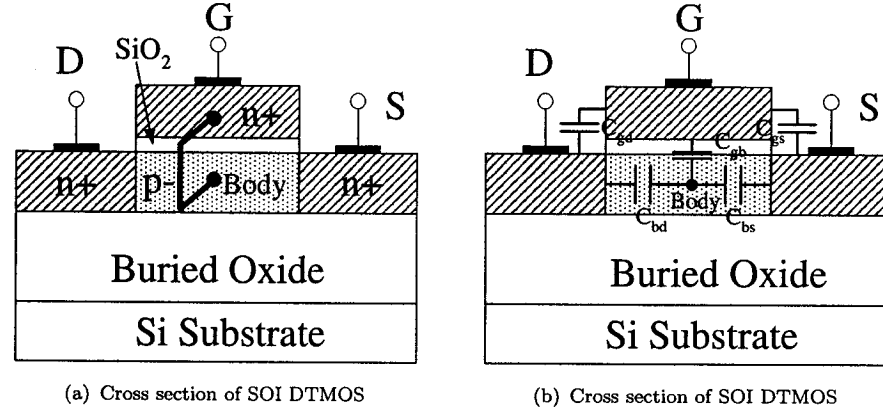 G
SiO2
D
S
n+
n+
p-
Body
n+
Buried Oxide
Si Substrate
(a) Cross section of SOI DTMOS
G
D
S
Cgd
Cgb
Cgs
Body
Cbd
Cbs
Buried Oxide
Si Substrate
(b) Cross section of SOI DTMOS